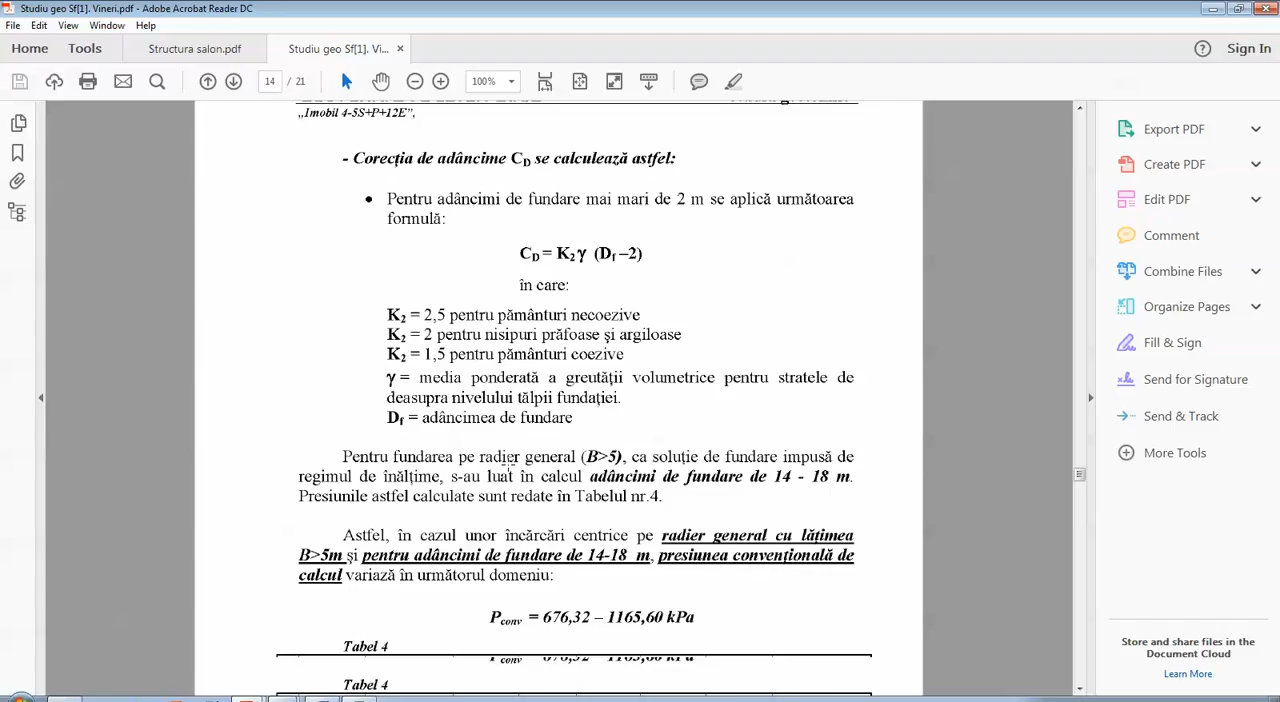 Studiu geo Sf[1]. Vineri.pdf - Adobe Acrobat Reader DC
File Edit View Window Help
Home Tools Structura salon.pdf Studiu geo Sf[1]. Vi... × Sign In
14 / 21 100%
„Imobil 4-5S+P+12E”,
- Corecția de adâncime CD se calculează astfel:
• Pentru adâncimi de fundare mai mari de 2 m se aplică următoarea
formulă:
CD = K2 γ (Df –2)
în care:
K2 = 2,5 pentru pământuri necoezive
K2 = 2 pentru nisipuri prăfoase şi argiloase
K2 = 1,5 pentru pământuri coezive
γ = media ponderată a greutății volumetrice pentru stratele de
deasupra nivelului tălpii fundației.
Df = adâncimea de fundare
Pentru fundarea pe radier general (B>5), ca soluție de fundare impusă de
regimul de înălțime, s-au luat în calcul adâncimi de fundare de 14 - 18 m.
Presiunile astfel calculate sunt redate în Tabelul nr.4.
Astfel, în cazul unor încărcări centrice pe radier general cu lățimea
B>5m şi pentru adâncimi de fundare de 14-18 m, presiunea convențională de
calcul variază în următorul domeniu:
Pconv = 676,32 – 1165,60 kPa
Tabel 4
Tabel 4
Export PDF
Create PDF
Edit PDF
Comment
Combine Files
Organize Pages
Fill & Sign
Send for Signature
Send & Track
More Tools
Store and share files in the
Document Cloud
Learn More